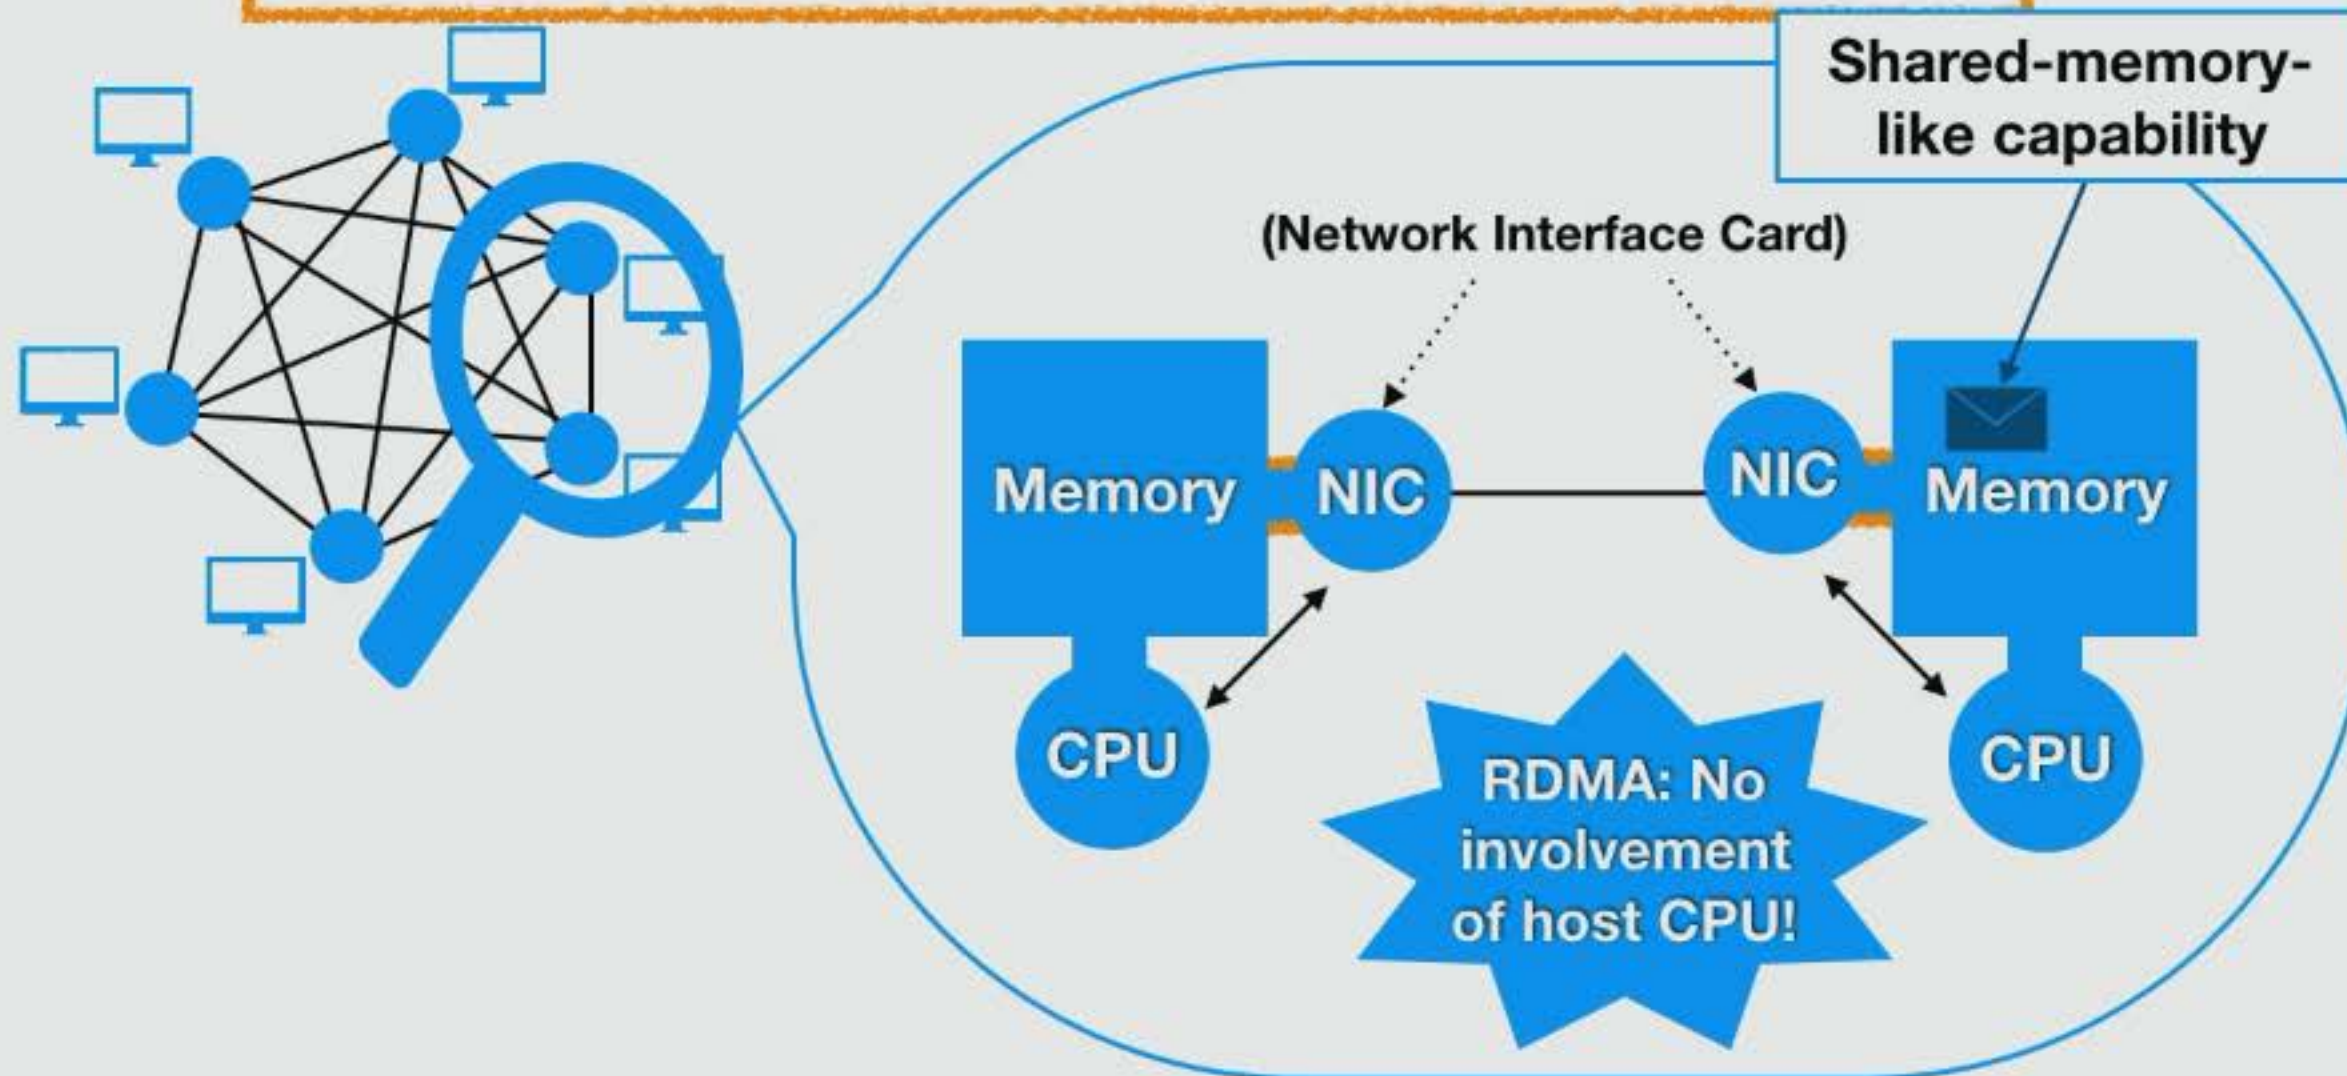 Shared-memory-
like capability
(Network Interface Card)
Memory
NIC
NIC
Memory
CPU
CPU
RDMA: No
involvement
of host CPU!